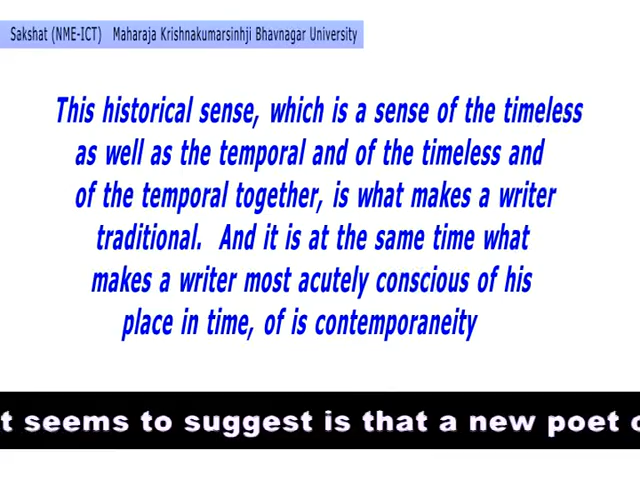 Sakshat (NME-ICT) Maharaja Krishnakumarsinhji Bhavnagar University
This historical sense, which is a sense of the timeless
as well as the temporal and of the timeless and
of the temporal together, is what makes a writer
traditional. And it is at the same time what
makes a writer most acutely conscious of his
place in time, of is contemporaneity
t seems to suggest is that a new poet